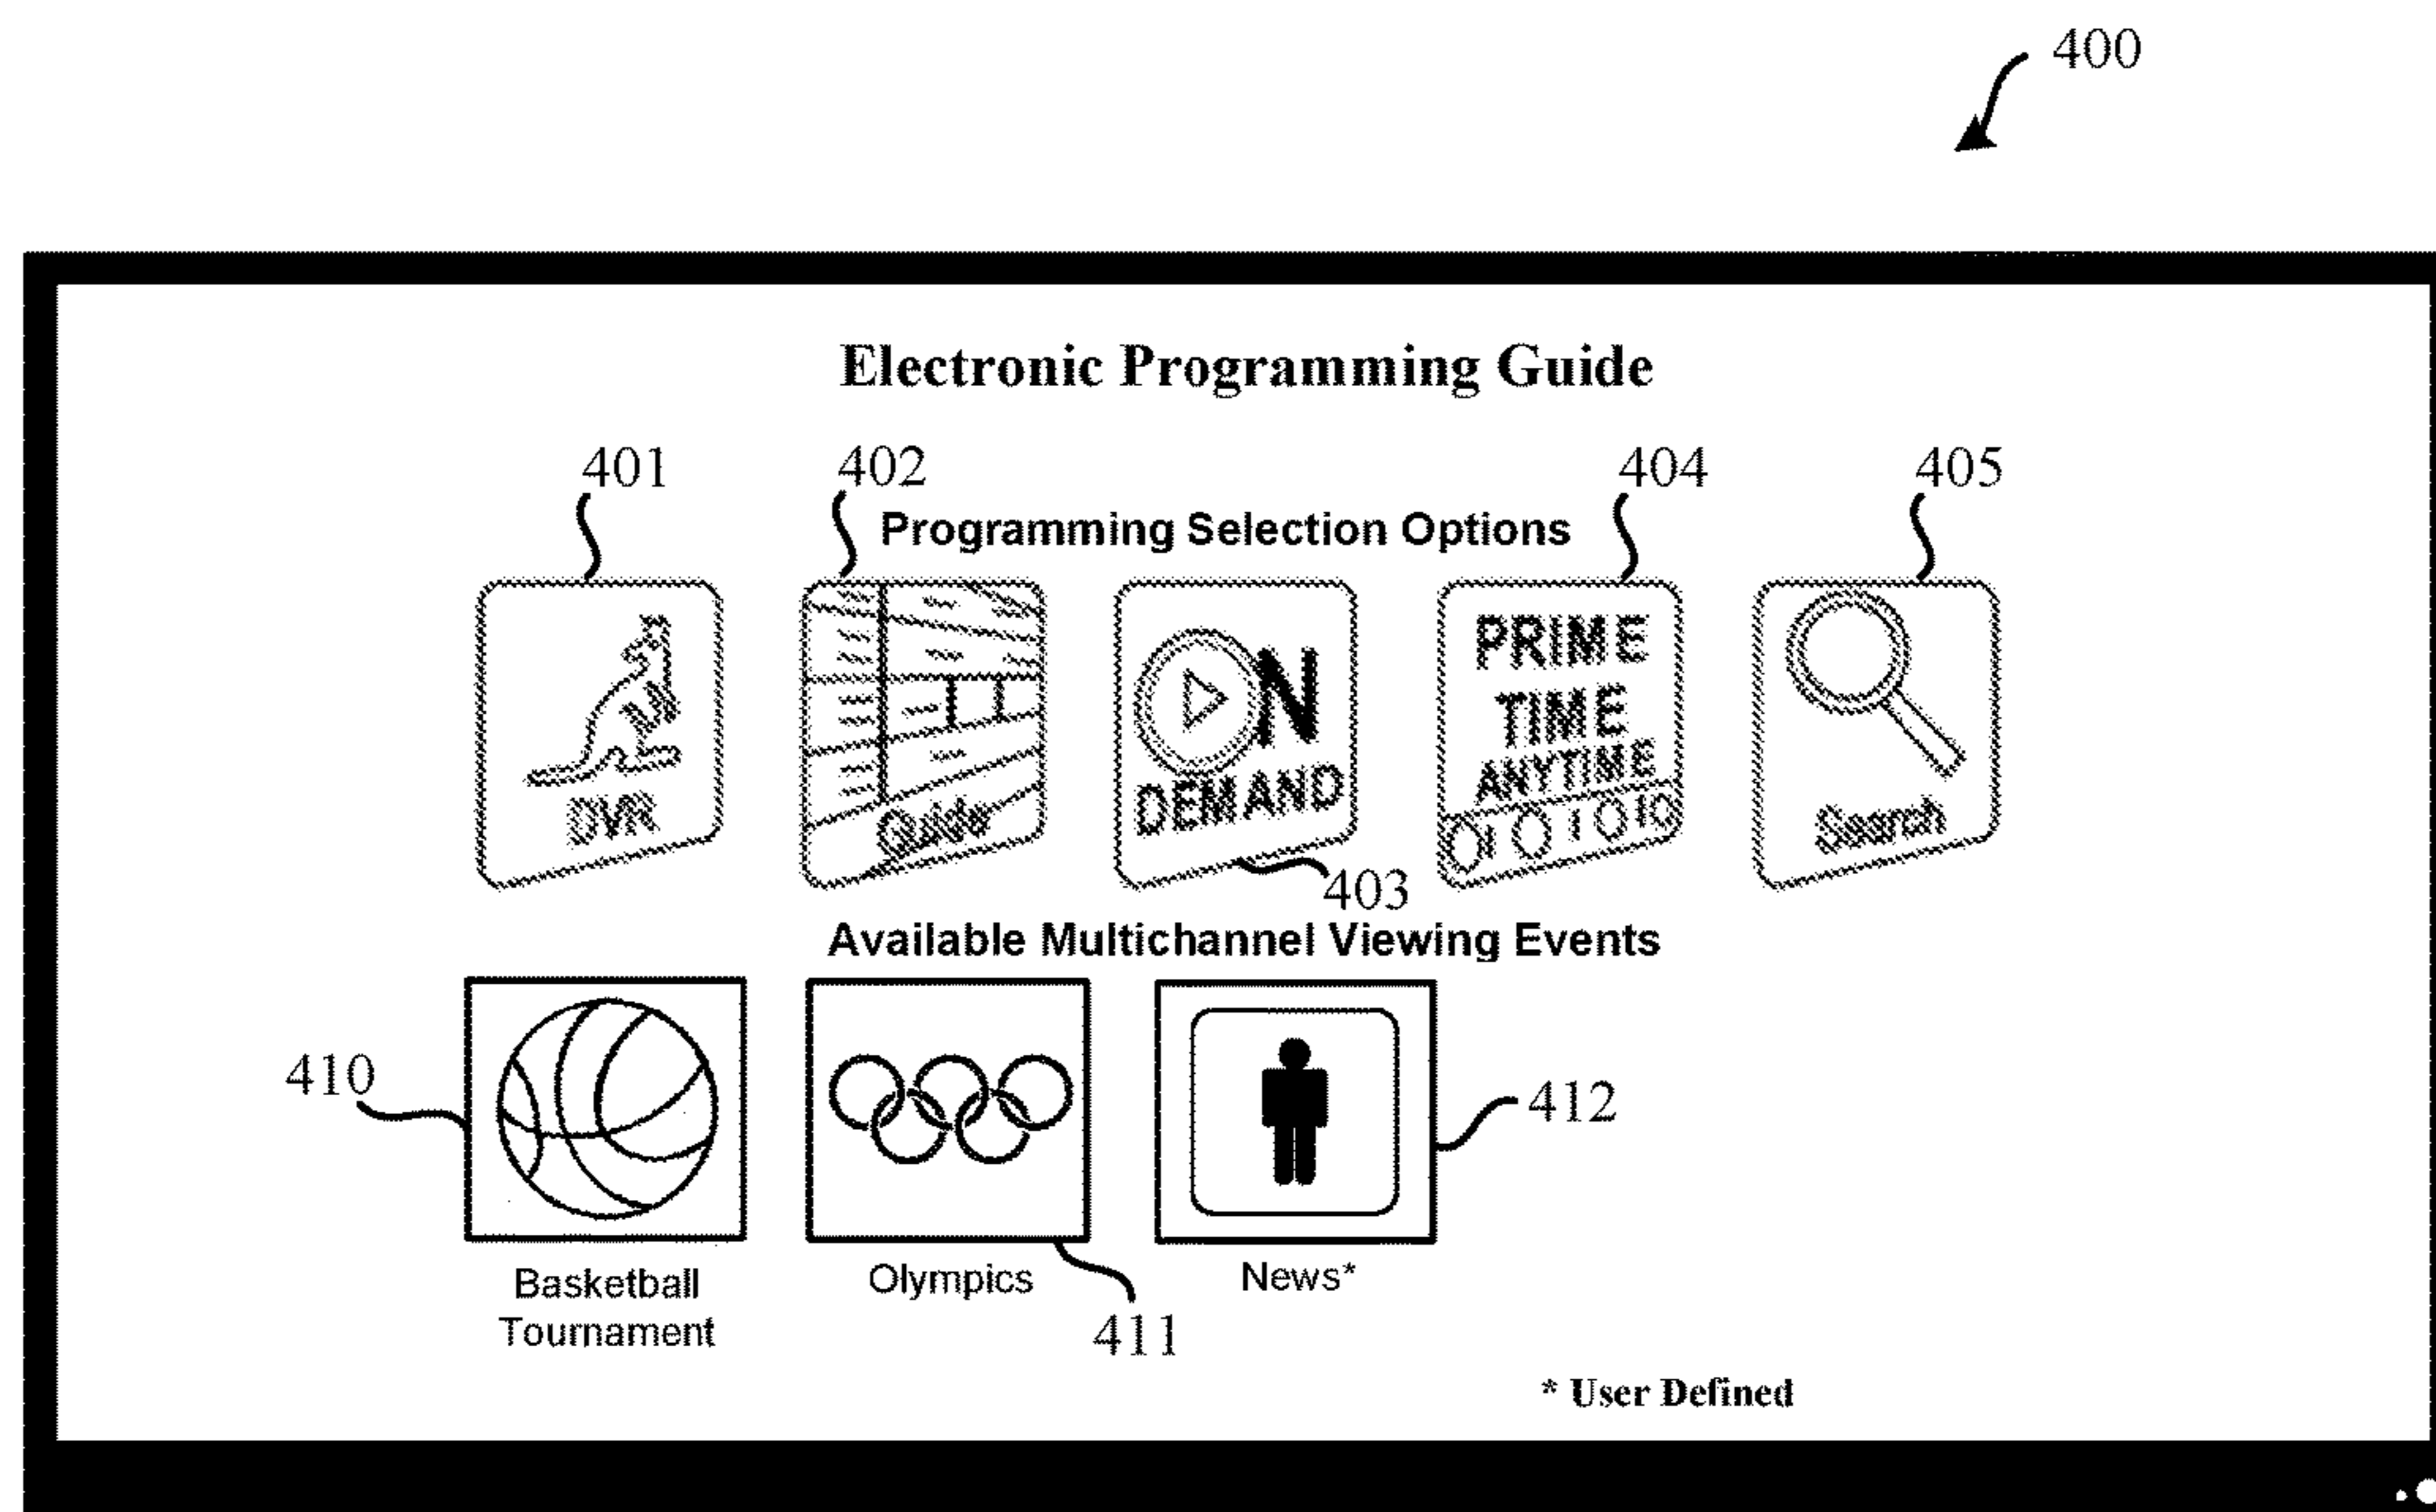 400
Electronic Programming Guide
401 402 404 405
Programming Selection Options
DVR
Guide
ON
DEMAND
PRIME
TIME
ANYTIME
Search
403
Available Multichannel Viewing Events
410
412
Basketball
Tournament
Olympics
News*
411
* User Defined